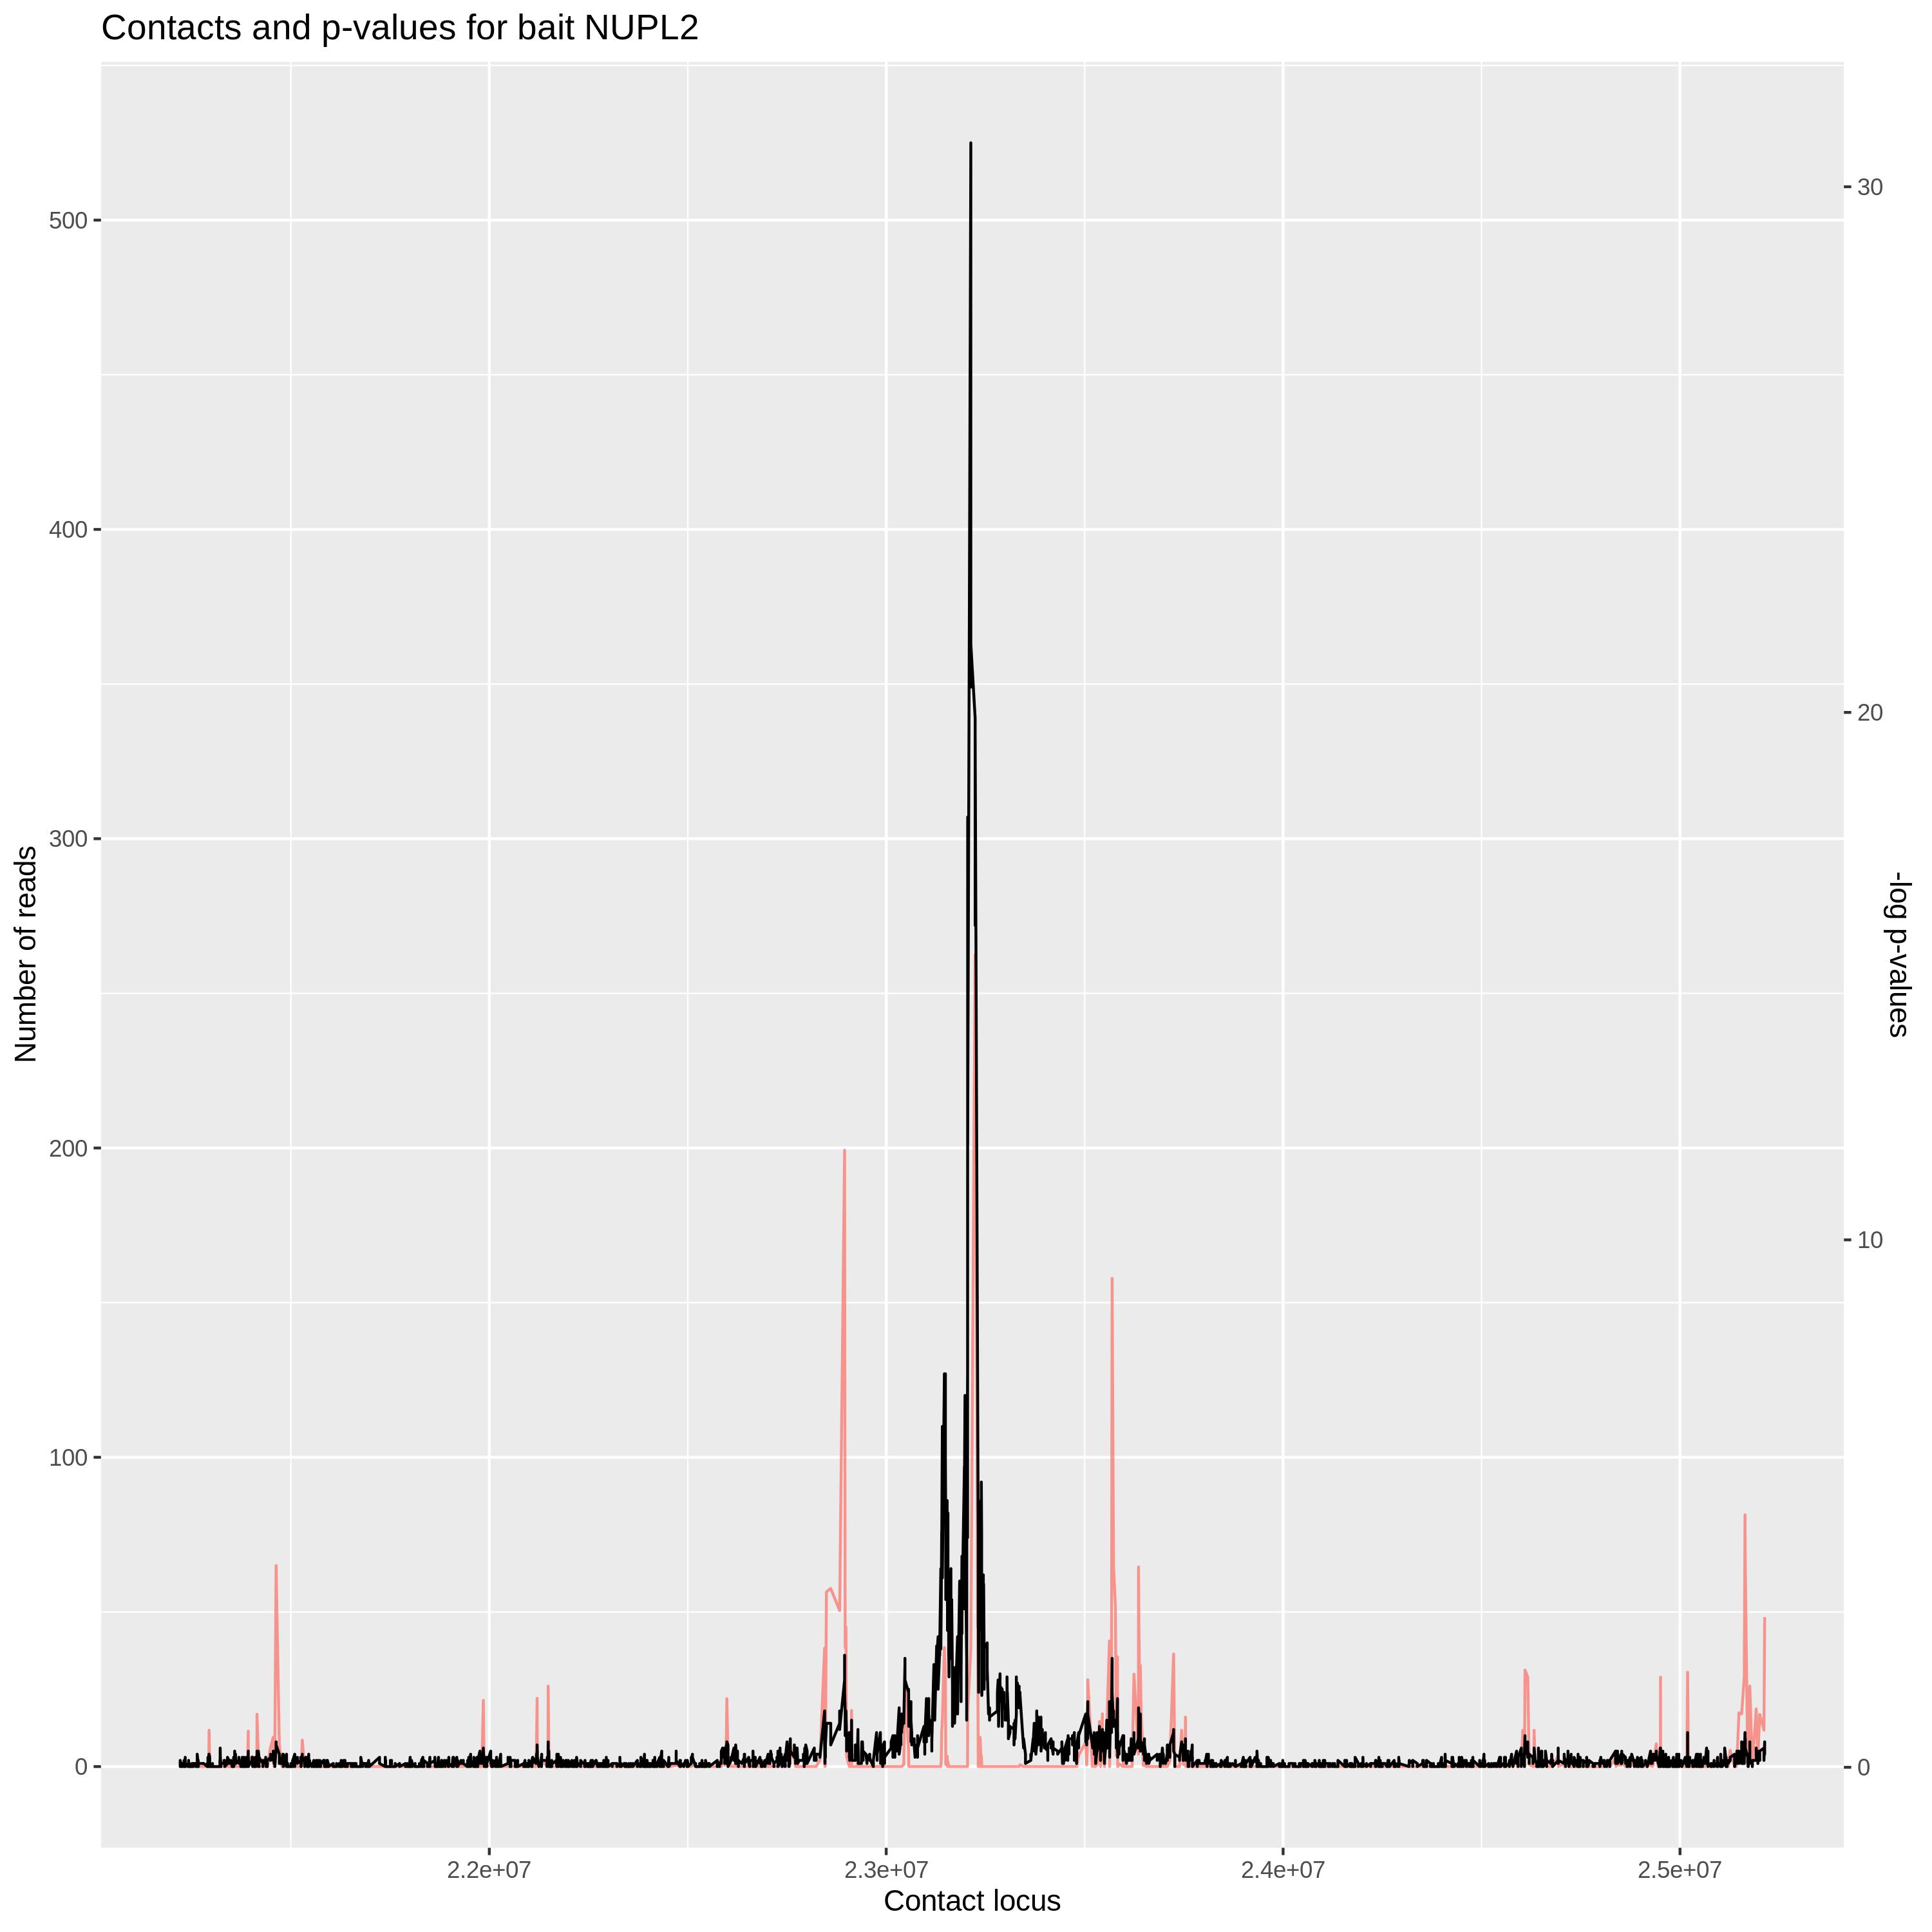 Contacts and p-values for bait NUPL2
Number of reads
500
400
300
200
100
0
30
20
10
0
-log p-values
2.2e+07 2.3e+07 2.4e+07 2.5e+07
Contact locus